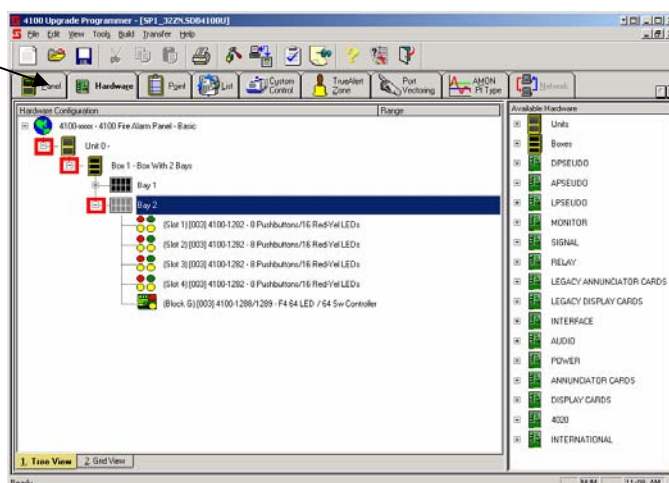 4100 Upgrade Programmer - [SP1_32ZN.SDB4100U]
File Edit View Tools Build Transfer Help
Panel Hardware Point List Custom Control TrueAlert Zone Port Vectoring AMON Pt Type Network
Hardware Configuration Range Available Hardware
4100-xxxx - 4100 Fire Alarm Panel - Basic
Unit 0 -
Box 1 - Box With 2 Bays
Bay 1
Bay 2
(Slot 1) [003] 4100-1282 - 8 Pushbuttons/16 Red-Yel LEDs
(Slot 2) [003] 4100-1282 - 8 Pushbuttons/16 Red-Yel LEDs
(Slot 3) [003] 4100-1282 - 8 Pushbuttons/16 Red-Yel LEDs
(Slot 4) [003] 4100-1282 - 8 Pushbuttons/16 Red-Yel LEDs
(Block G) [003] 4100-1288/1289 - F4 64 LED / 64 Sw Controller
Units
Boxes
DPSEUDO
APSEUDO
LPSEUDO
MONITOR
SIGNAL
RELAY
LEGACY ANNUNCIATOR CARDS
LEGACY DISPLAY CARDS
INTERFACE
AUDIO
POWER
ANNUNCIATOR CARDS
DISPLAY CARDS
4020
INTERNATIONAL
1. Tree View 2. Grid View
Ready NUM 11:09 AM